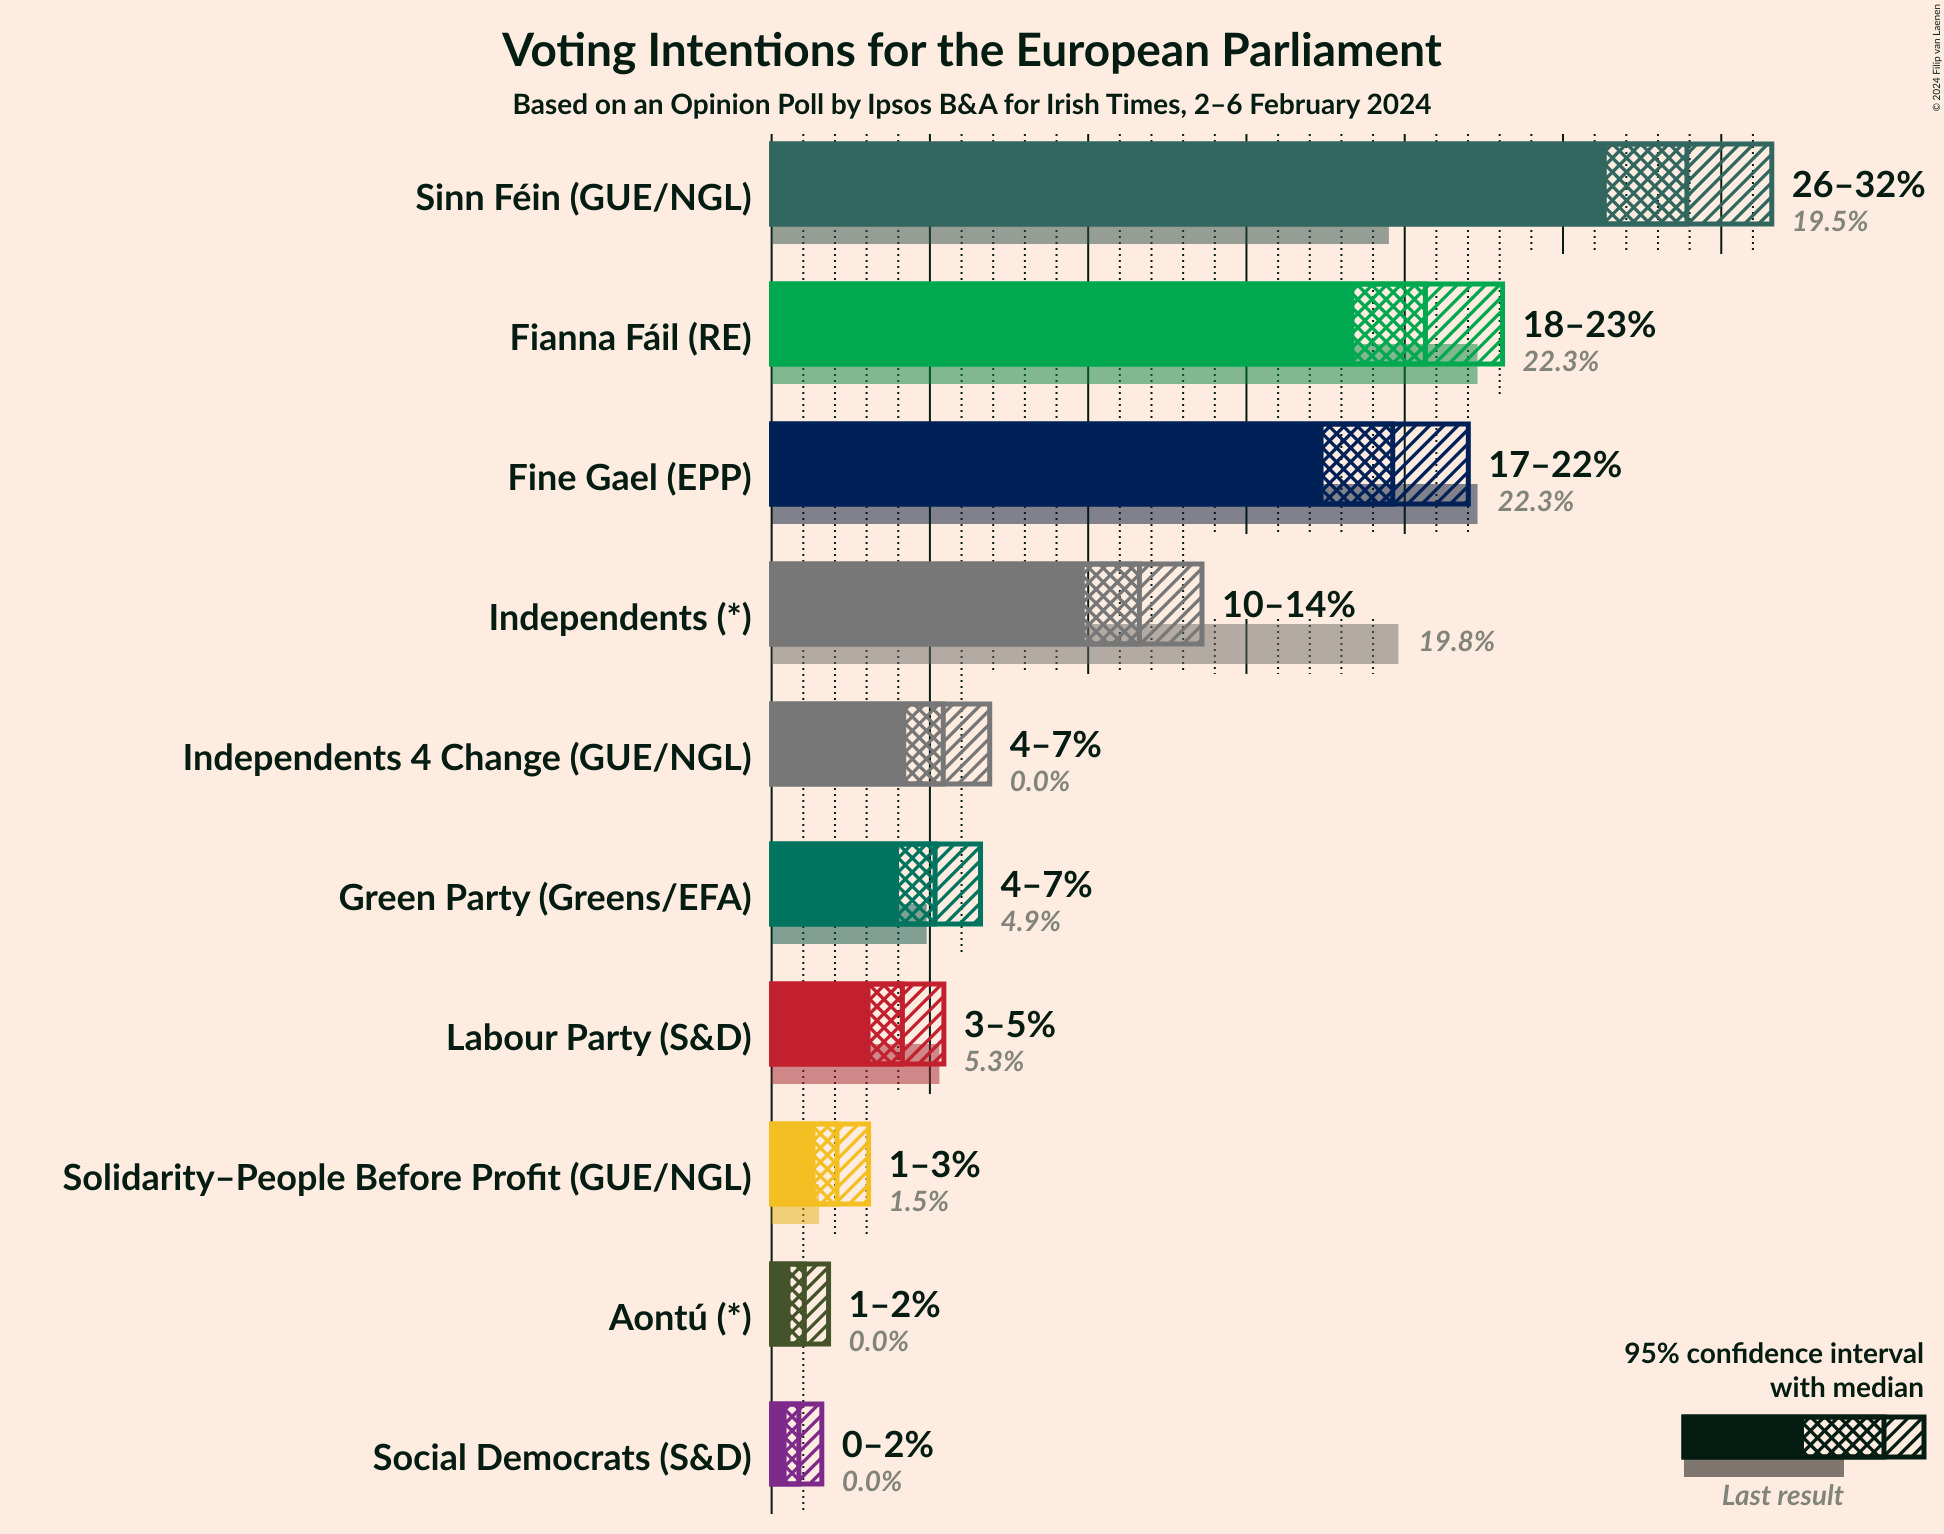 Voting Intentions for the European Parliament
Based on an Opinion Poll by Ipsos B&A for Irish Times, 2–6 February 2024
© 2024 Filip van Laenen
Sinn Féin (GUE/NGL)
26–32%
19.5%
Fianna Fáil (RE)
18–23%
22.3%
Fine Gael (EPP)
17–22%
22.3%
Independents (*)
10–14%
19.8%
Independents 4 Change (GUE/NGL)
4–7%
0.0%
Green Party (Greens/EFA)
4–7%
4.9%
Labour Party (S&D)
3–5%
5.3%
Solidarity–People Before Profit (GUE/NGL)
1–3%
1.5%
Aontú (*)
1–2%
0.0%
Social Democrats (S&D)
0–2%
0.0%
95% confidence interval
with median
Last result